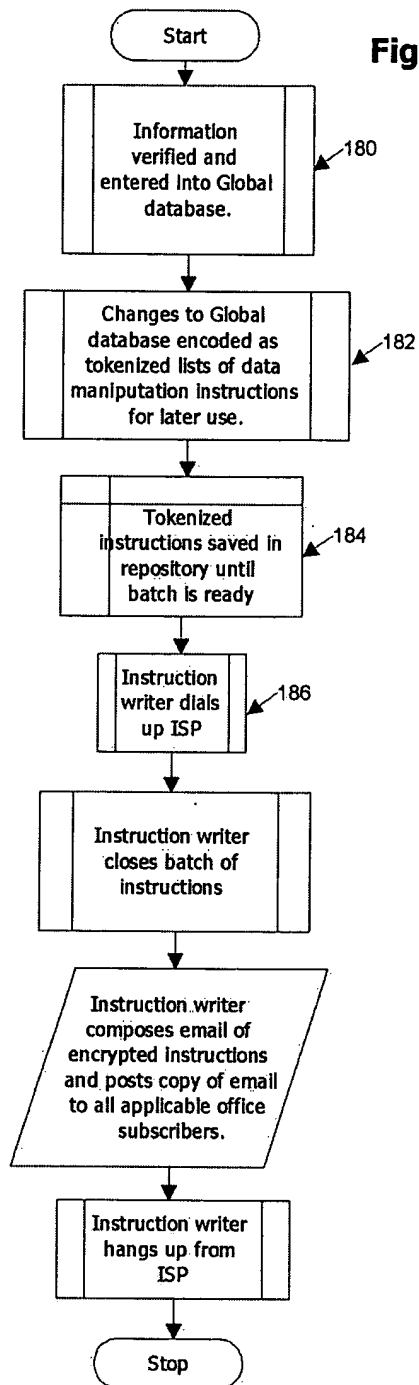 Start
Fig
Information
verified and
entered into Global
database.
180
Changes to Global
database encoded as
tokenized lists of data
maniputation instructions
for later use.
182
Tokenized
instructions saved in
repository until
batch is ready
184
Instruction
writer dials
up ISP
186
Instruction writer
closes batch of
instructions
Instruction writer
composes email of
encrypted instructions
and posts copy of email
to all applicable office
subscribers.
Instruction writer
hangs up from
ISP
Stop